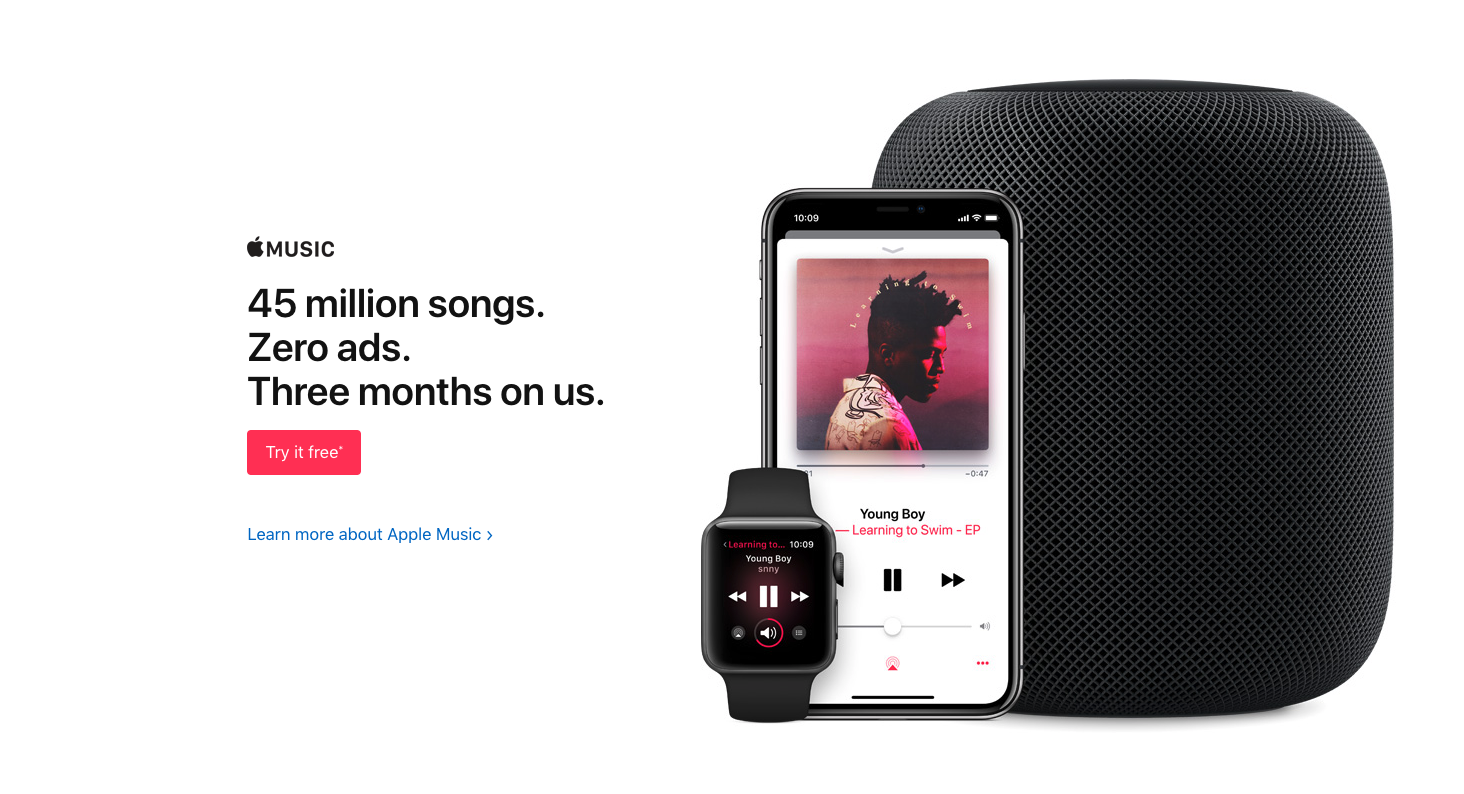 MUSIC
45 million songs.
Zero ads.
Three months on us.
Try it free*
Learn more about Apple Music ›
10:09
Learning to Swim
-0:47
Young Boy
— Learning to Swim - EP
‹ Learning to... 10:09
Young Boy
snny